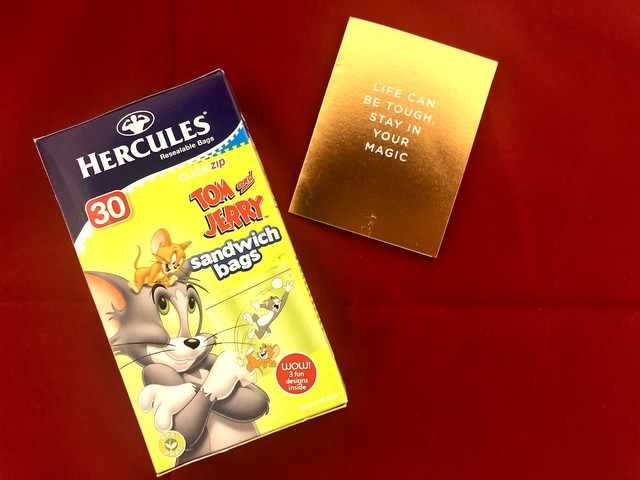 HERCULES®
Resealable Bags
CLICK zip
30
TOM and
JERRY™
sandwich
bags
WOW!
3 fun
designs
inside
LIFE CAN
BE TOUGH,
STAY IN
YOUR
MAGIC